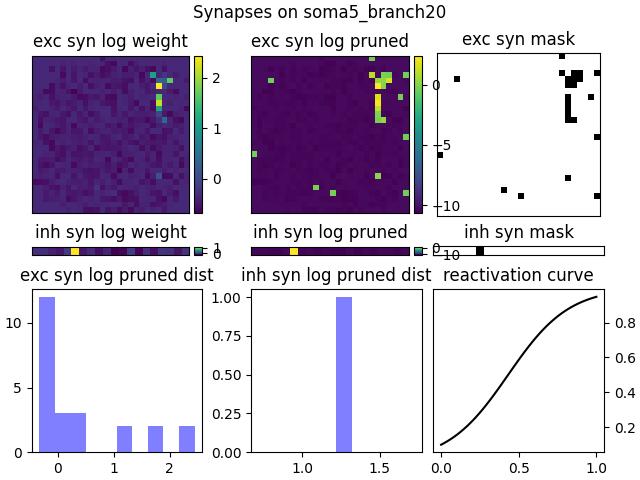 Synapses on soma5_branch20
exc syn log weight
exc syn log pruned
exc syn mask
2
1
0
0
−5
−10
inh syn log weight
inh syn log pruned
inh syn mask
1
0
0
−10
exc syn log pruned dist
inh syn log pruned dist
reactivation curve
10
5
0
0 1 2
1.00
0.75
0.50
0.25
0.00
1.0 1.5
0.8
0.6
0.4
0.2
0.0 0.5 1.0